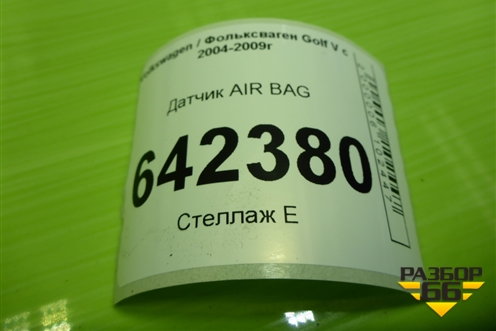 Volkswagen / Фольксваген Golf V с
2004-2009г
Датчик AIR BAG
642380
Стеллаж Е
РАЗБОР
66